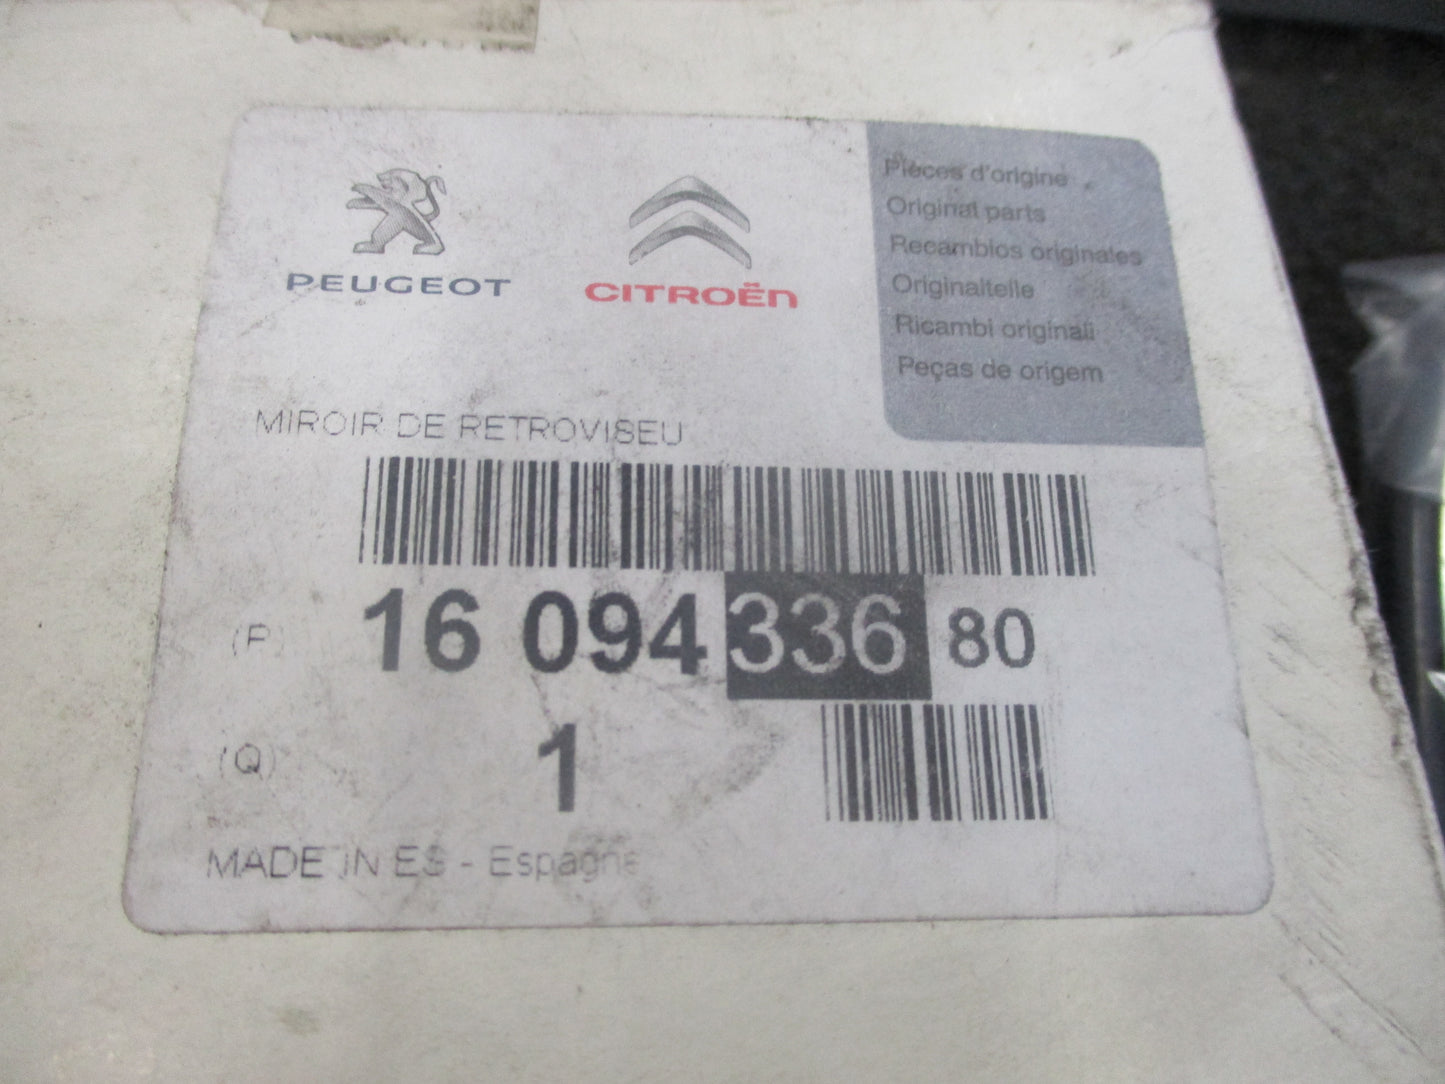 PEUGEOT
CITROËN
Pièces d'origine
Original parts
Recambios originales
Originalteile
Ricambi originali
Peças de origem
MIROIR DE RETROVISEU
(P) 16 094 336 80
(Q) 1
MADE IN ES - Espagne